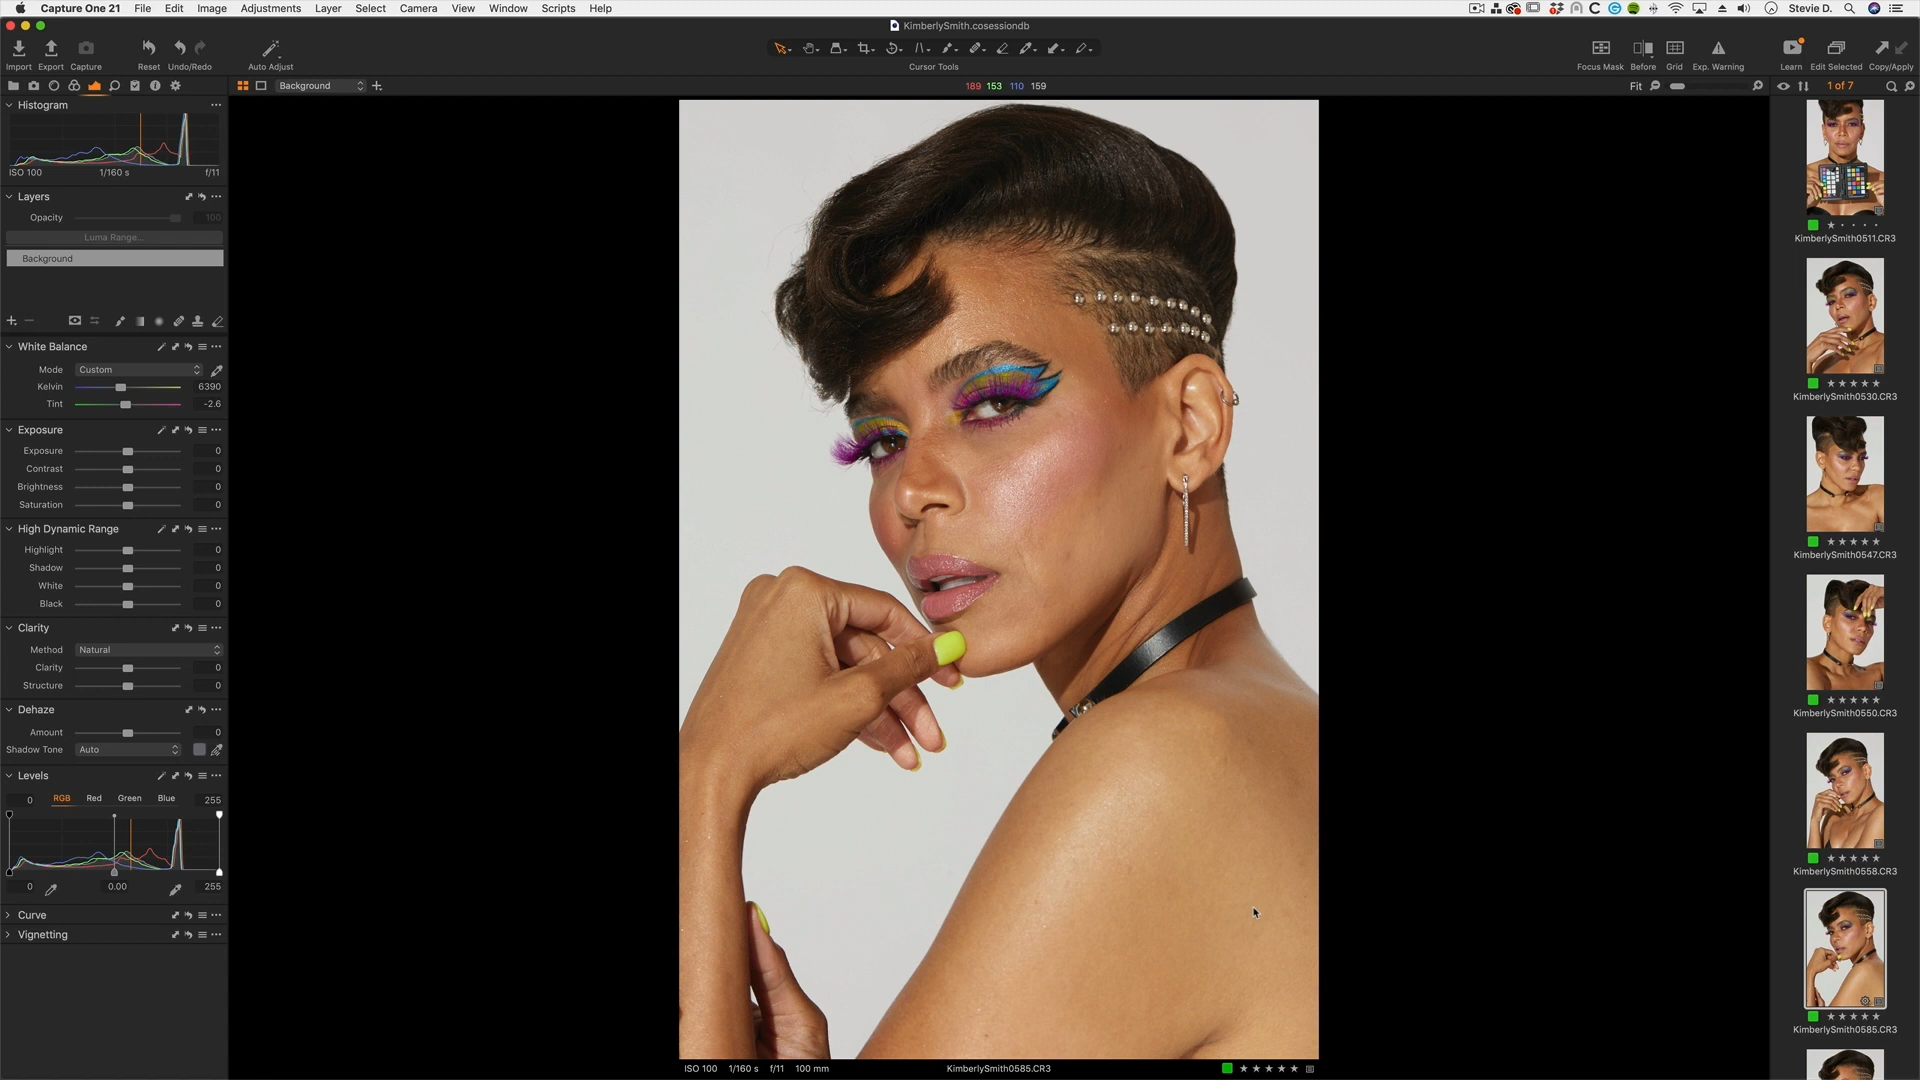 Capture One 21 File Edit Image Adjustments Layer Select Camera View Window Scripts Help Stevie D.
KimberlySmith.cosessiondb
Import Export Capture Reset Undo/Redo Auto Adjust Cursor Tools Focus Mask Before Grid Exp. Warning Learn Edit Selected Copy/Apply
Background 189 153 110 159 Fit 1 of 7
Histogram
ISO 100 1/160 s f/11
Layers
Opacity 100
Luma Range...
Background
White Balance
Mode Custom
Kelvin 6390
Tint -2.6
Exposure
Exposure 0
Contrast 0
Brightness 0
Saturation 0
High Dynamic Range
Highlight 0
Shadow 0
White 0
Black 0
Clarity
Method Natural
Clarity 0
Structure 0
Dehaze
Amount 0
Shadow Tone Auto
Levels
0 RGB Red Green Blue 255
0 0.00 255
Curve
Vignetting
ISO 100 1/160 s f/11 100 mm KimberlySmith0585.CR3
KimberlySmith0511.CR3
KimberlySmith0530.CR3
KimberlySmith0547.CR3
KimberlySmith0550.CR3
KimberlySmith0558.CR3
KimberlySmith0585.CR3